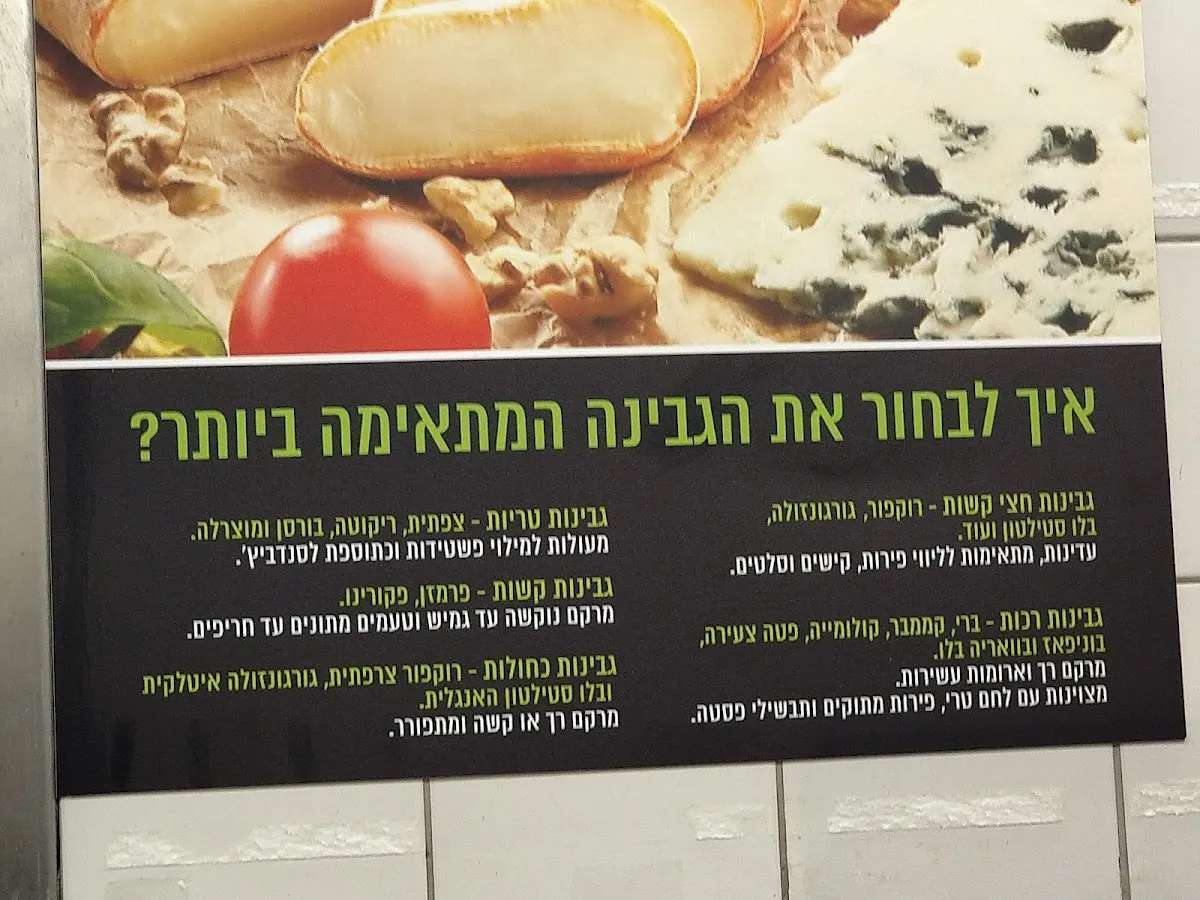 איך לבחור את הגבינה המתאימה ביותר?
גבינות חצי קשות - רוקפור, גורגונזולה,
בלו סטילטון ועוד.
עדינות, מתאימות לליווי פירות, קישים וסלטים.
גבינות רכות - ברי, קממבר, קולומייה, פטה צעירה,
בוניפאז ובוואריה בלו.
מרקם רך וארומות עשירות.
מצוינות עם לחם טרי, פירות מתוקים ותבשילי פסטה.
גבינות טריות - צפתית, ריקוטה, בורסן ומוצרלה.
מעולות למילוי פשטידות וכתוספת לסנדביץ'.
גבינות קשות - פרמזן, פקורינו.
מרקם נוקשה עד גמיש וטעמים מתונים עד חריפים.
גבינות כחולות - רוקפור צרפתית, גורגונזולה איטלקית
ובלו סטילטון האנגלית.
מרקם רך או קשה ומתפורר.